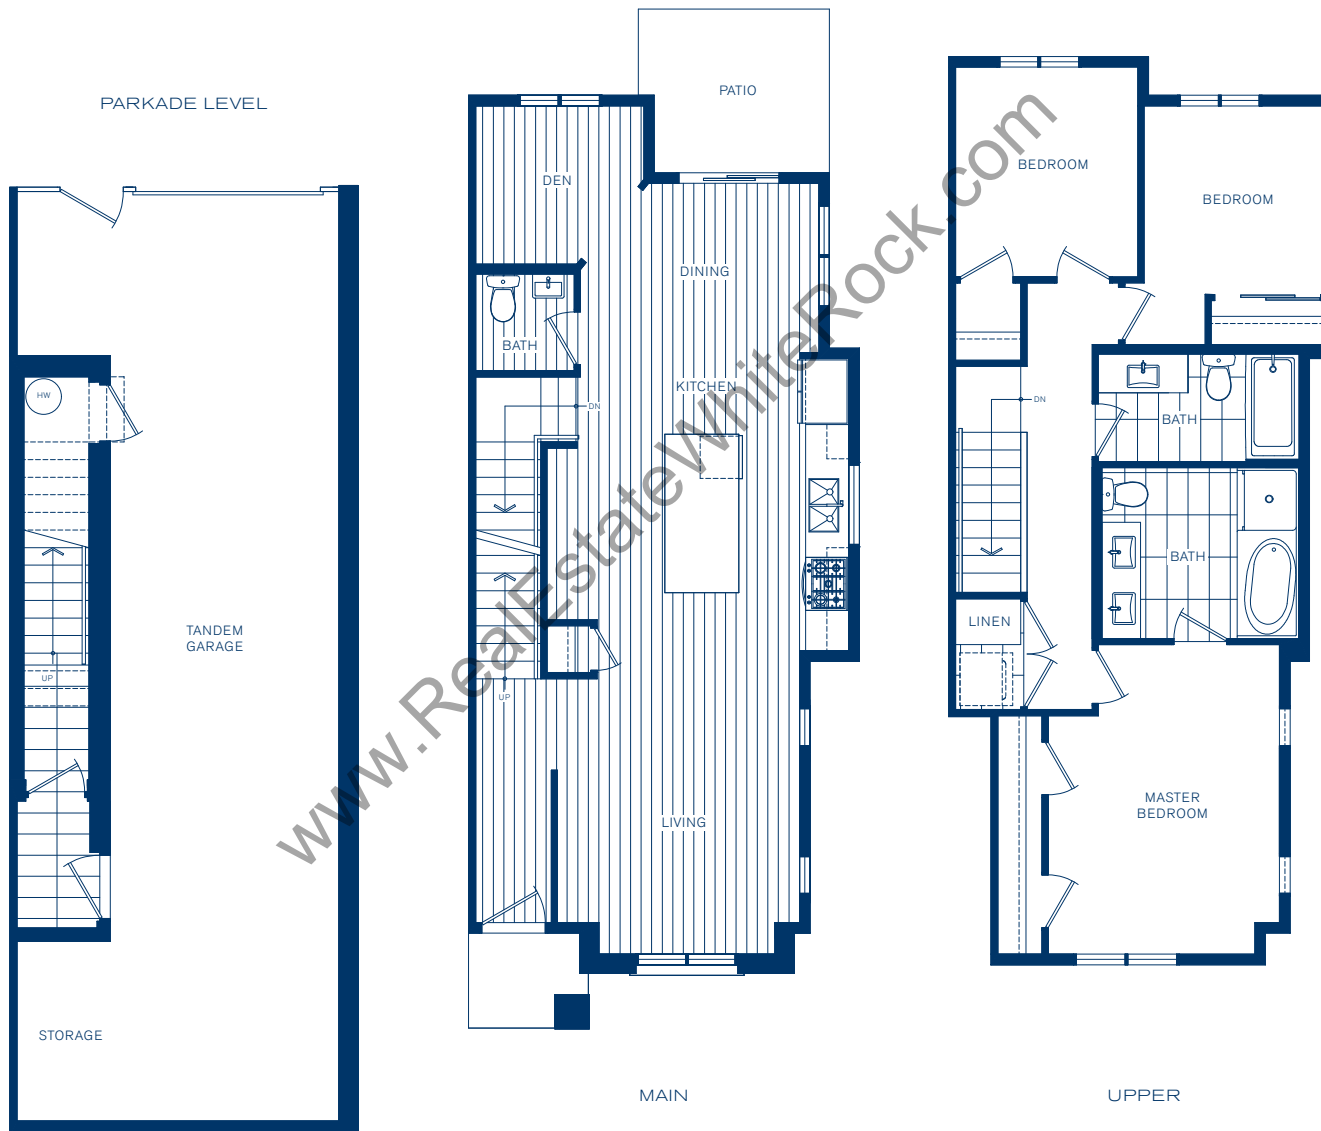 PARKADE LEVEL
HW
UP
TANDEM
GARAGE
STORAGE
PATIO
DEN
DINING
BATH
KITCHEN
DN
UP
LIVING
MAIN
BEDROOM
BEDROOM
DN
BATH
BATH
LINEN
MASTER
BEDROOM
UPPER
www.RealEstateWhiteRock.com